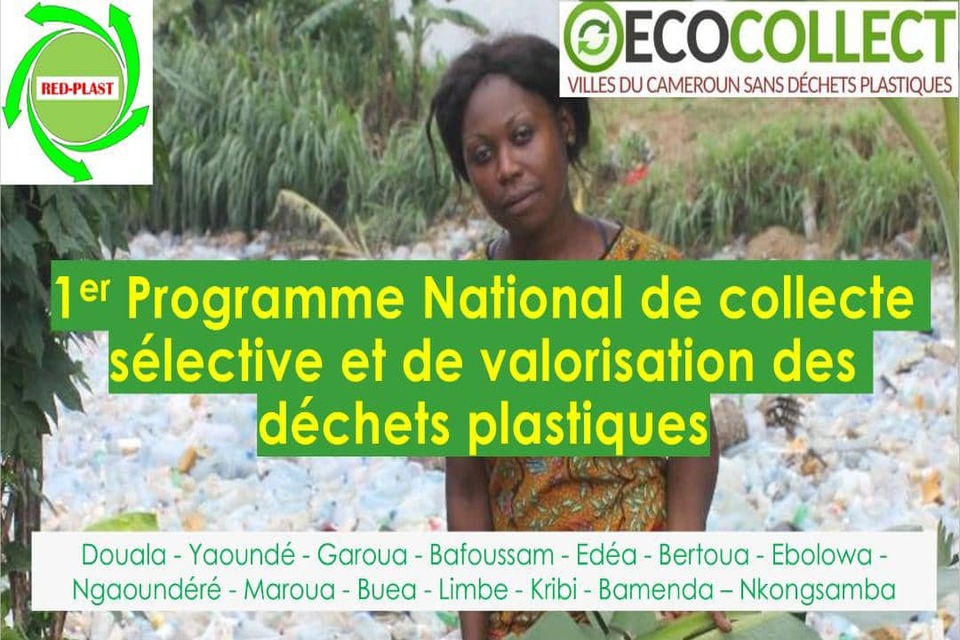 RED-PLAST
ECOCOLLECT
VILLES DU CAMEROUN SANS DÉCHETS PLASTIQUES
1er Programme National de collecte
sélective et de valorisation des
déchets plastiques
Douala - Yaoundé - Garoua - Bafoussam - Edéa - Bertoua - Ebolowa -
Ngaoundéré - Maroua - Buea - Limbe - Kribi - Bamenda – Nkongsamba